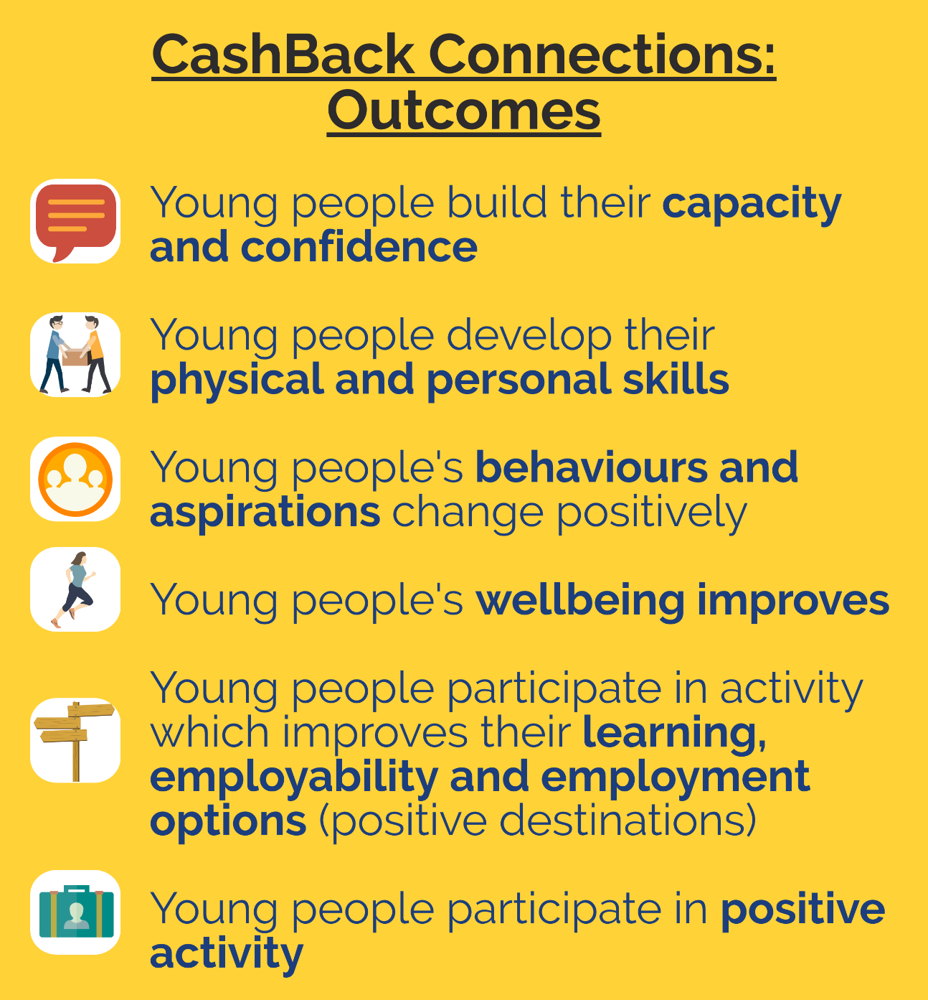 CashBack Connections:
Outcomes
Young people build their capacity
and confidence
Young people develop their
physical and personal skills
Young people's behaviours and
aspirations change positively
Young people's wellbeing improves
Young people participate in activity
which improves their learning,
employability and employment
options (positive destinations)
Young people participate in positive
activity